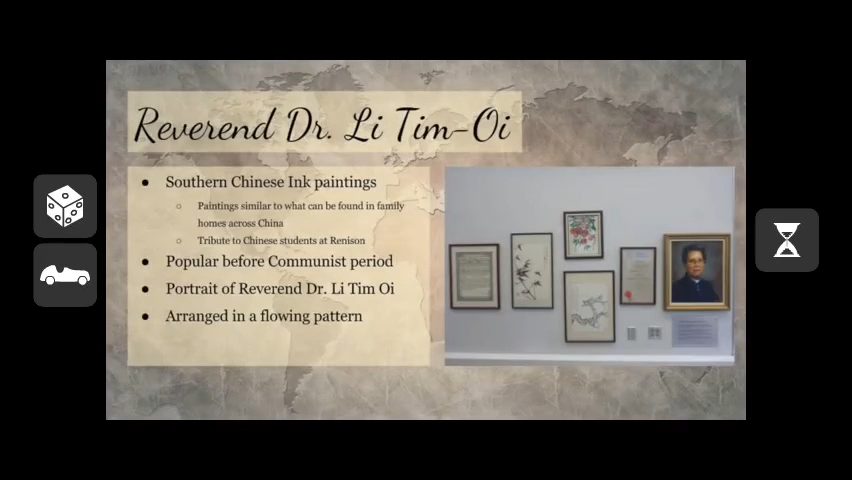 Reverend Dr. Li Tim-Oi
Southern Chinese Ink paintings
Paintings similar to what can be found in family
homes across China
Tribute to Chinese students at Renison
Popular before Communist period
Portrait of Reverend Dr. Li Tim Oi
Arranged in a flowing pattern